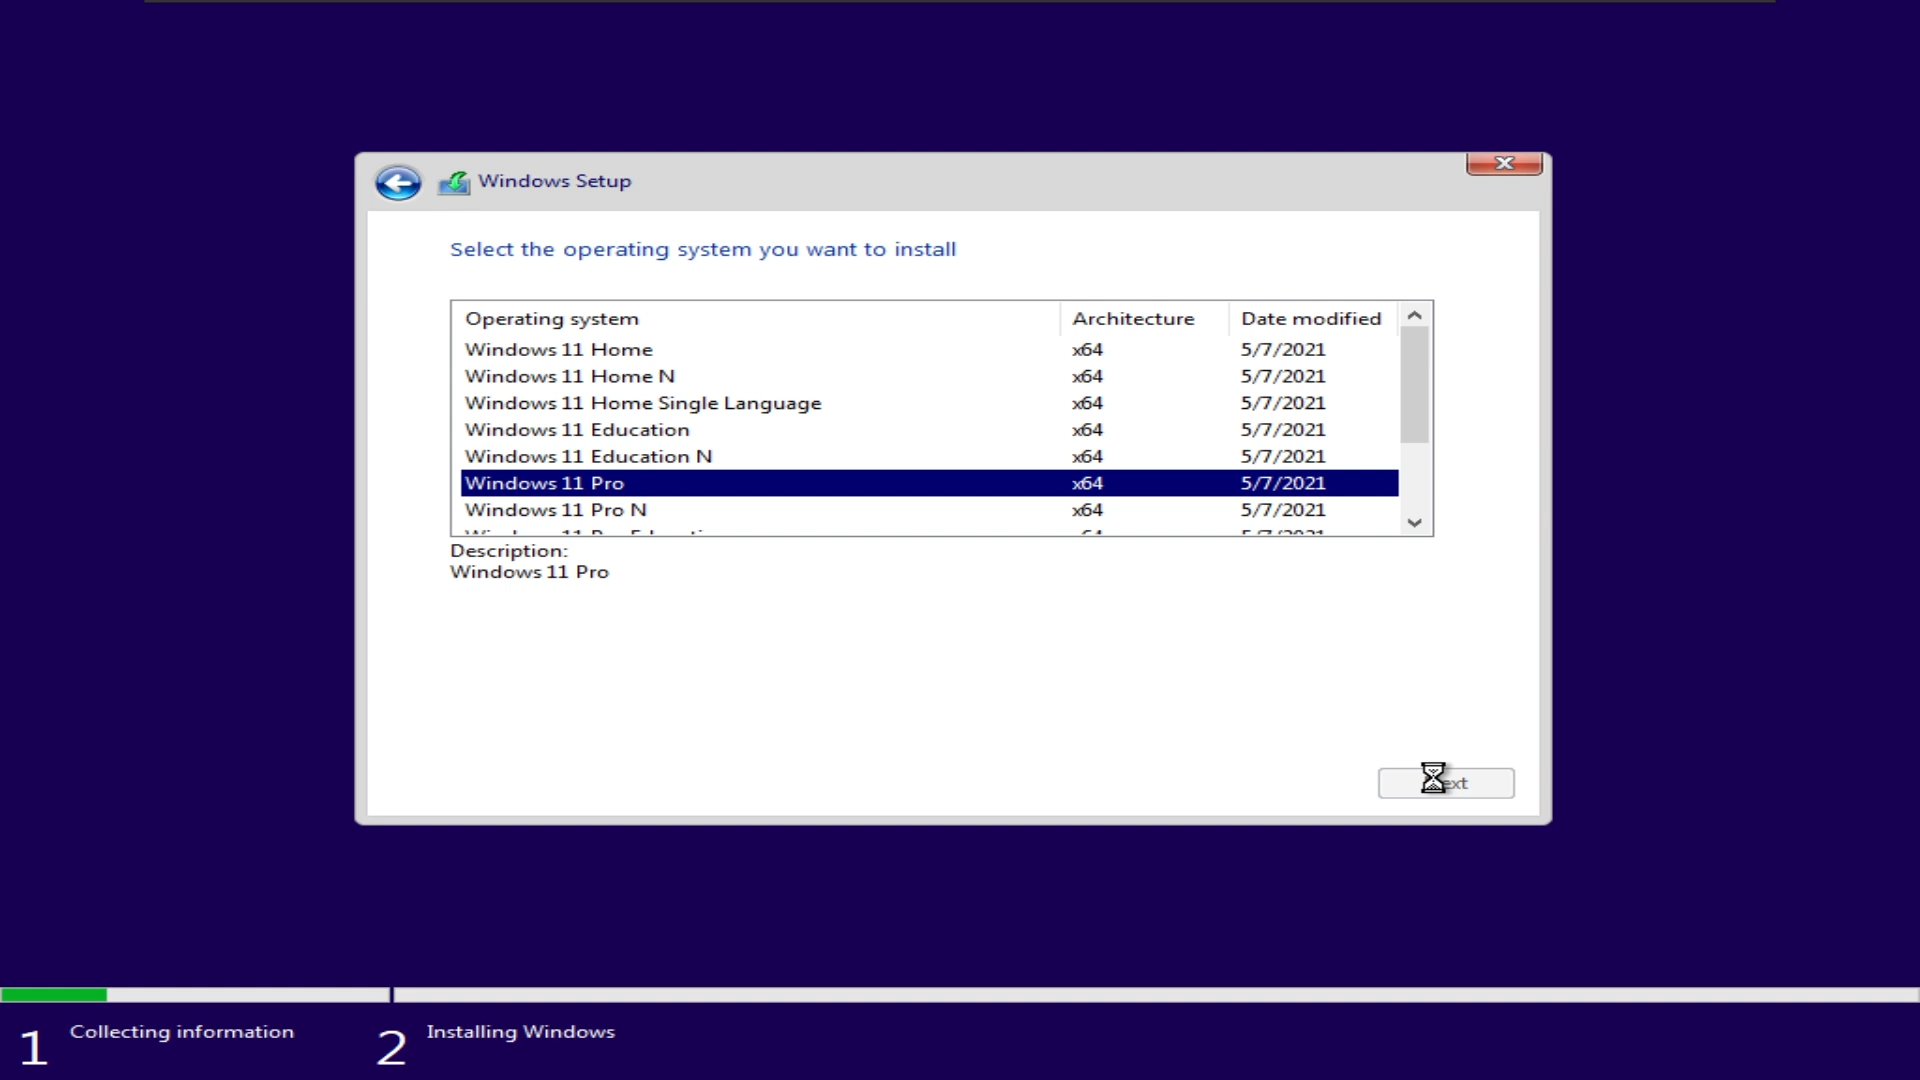 Windows Setup
Select the operating system you want to install
Operating system Architecture Date modified
Windows 11 Home x64 5/7/2021
Windows 11 Home N x64 5/7/2021
Windows 11 Home Single Language x64 5/7/2021
Windows 11 Education x64 5/7/2021
Windows 11 Education N x64 5/7/2021
Windows 11 Pro x64 5/7/2021
Windows 11 Pro N x64 5/7/2021
Description:
Windows 11 Pro
1 Collecting information 2 Installing Windows